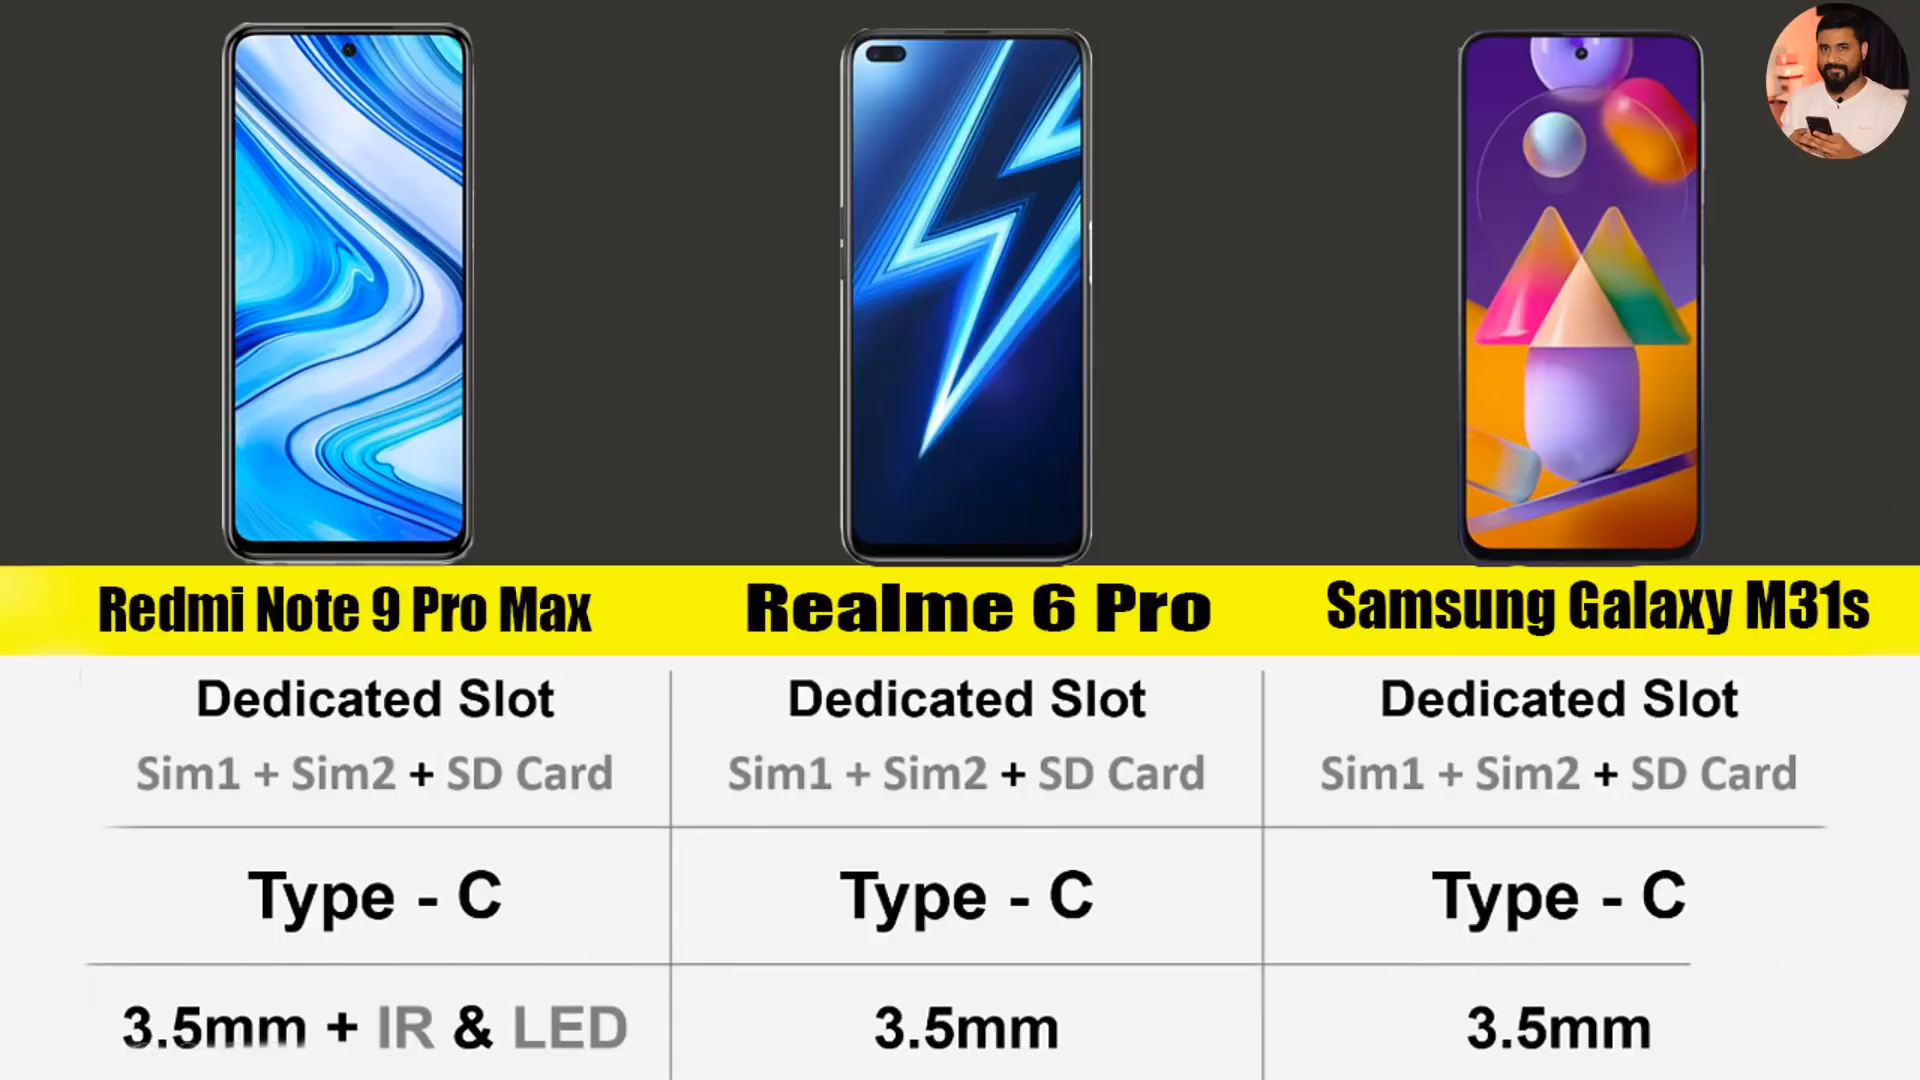 Redmi Note 9 Pro Max
Realme 6 Pro
Samsung Galaxy M31s
Dedicated Slot
Dedicated Slot
Dedicated Slot
Sim1 + Sim2 + SD Card
Sim1 + Sim2 + SD Card
Sim1 + Sim2 + SD Card
Type - C
Type - C
Type - C
3.5mm + IR & LED
3.5mm
3.5mm